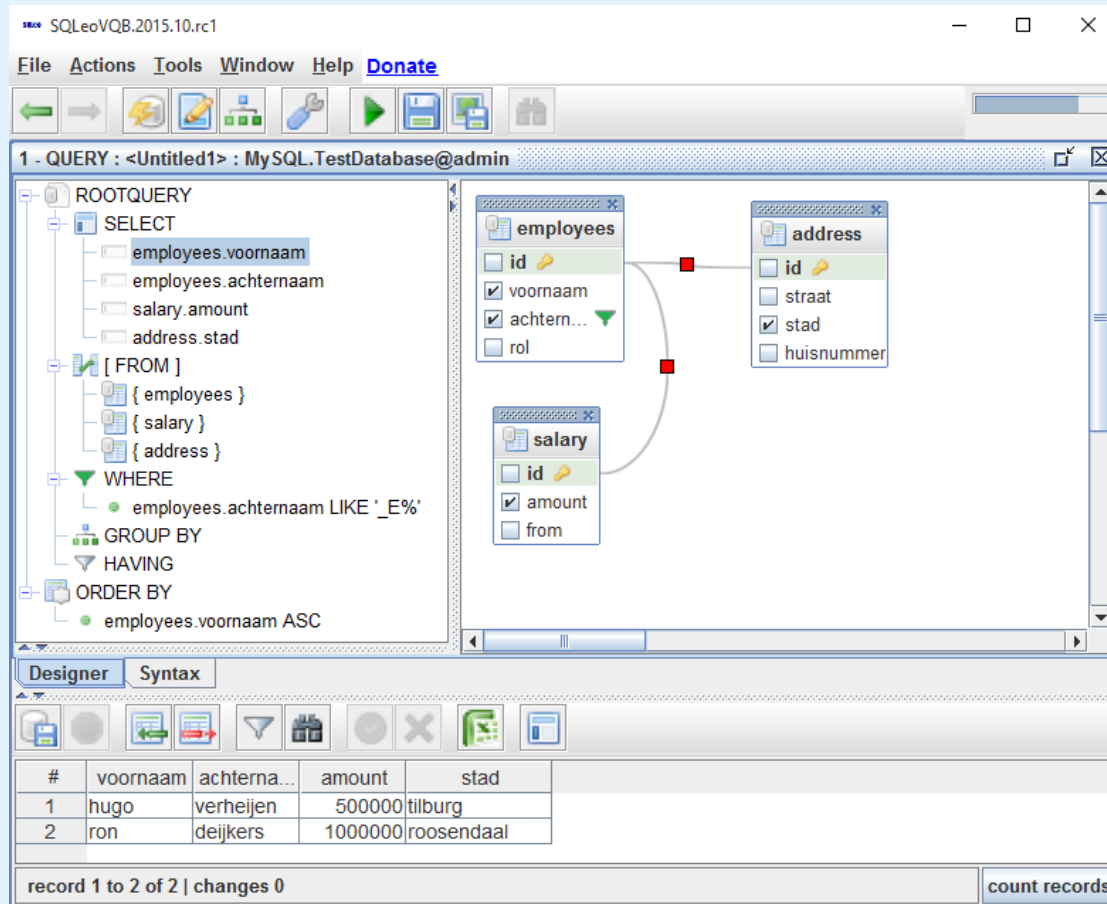 SQLeo SQLeoVQB.2015.10.rc1
File Actions Tools Window Help Donate
1 - QUERY : <Untitled1> : MySQL.TestDatabase@admin
ROOTQUERY
SELECT
employees.voornaam
employees.achternaam
salary.amount
address.stad
[ FROM ]
{ employees }
{ salary }
{ address }
WHERE
employees.achternaam LIKE '_E%'
GROUP BY
HAVING
ORDER BY
employees.voornaam ASC
employees
id
voornaam
achtern...
rol
address
id
straat
stad
huisnummer
salary
id
amount
from
Designer Syntax
# voornaam achterna... amount stad
1 hugo verheijen 500000 tilburg
2 ron deijkers 1000000 roosendaal
record 1 to 2 of 2 | changes 0
count records